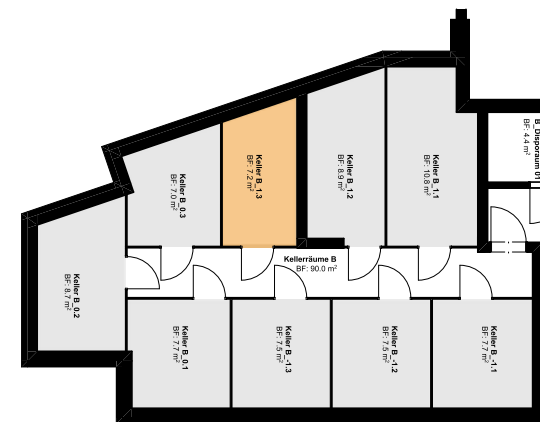 Keller B_0.2
BF: 8.7 m²
Keller B_0.3
BF: 7.0 m²
Keller B_1.3
BF: 7.2 m²
Keller B_1.2
BF: 8.9 m²
Keller B_1.1
BF: 10.8 m²
B_Disporaum 01
BF: 4.4 m²
Kellerräume B
BF: 90.0 m²
Keller B_0.1
BF: 7.7 m²
Keller B_-1.3
BF: 7.5 m²
Keller B_-1.2
BF: 7.5 m²
Keller B_-1.1
BF: 7.7 m²